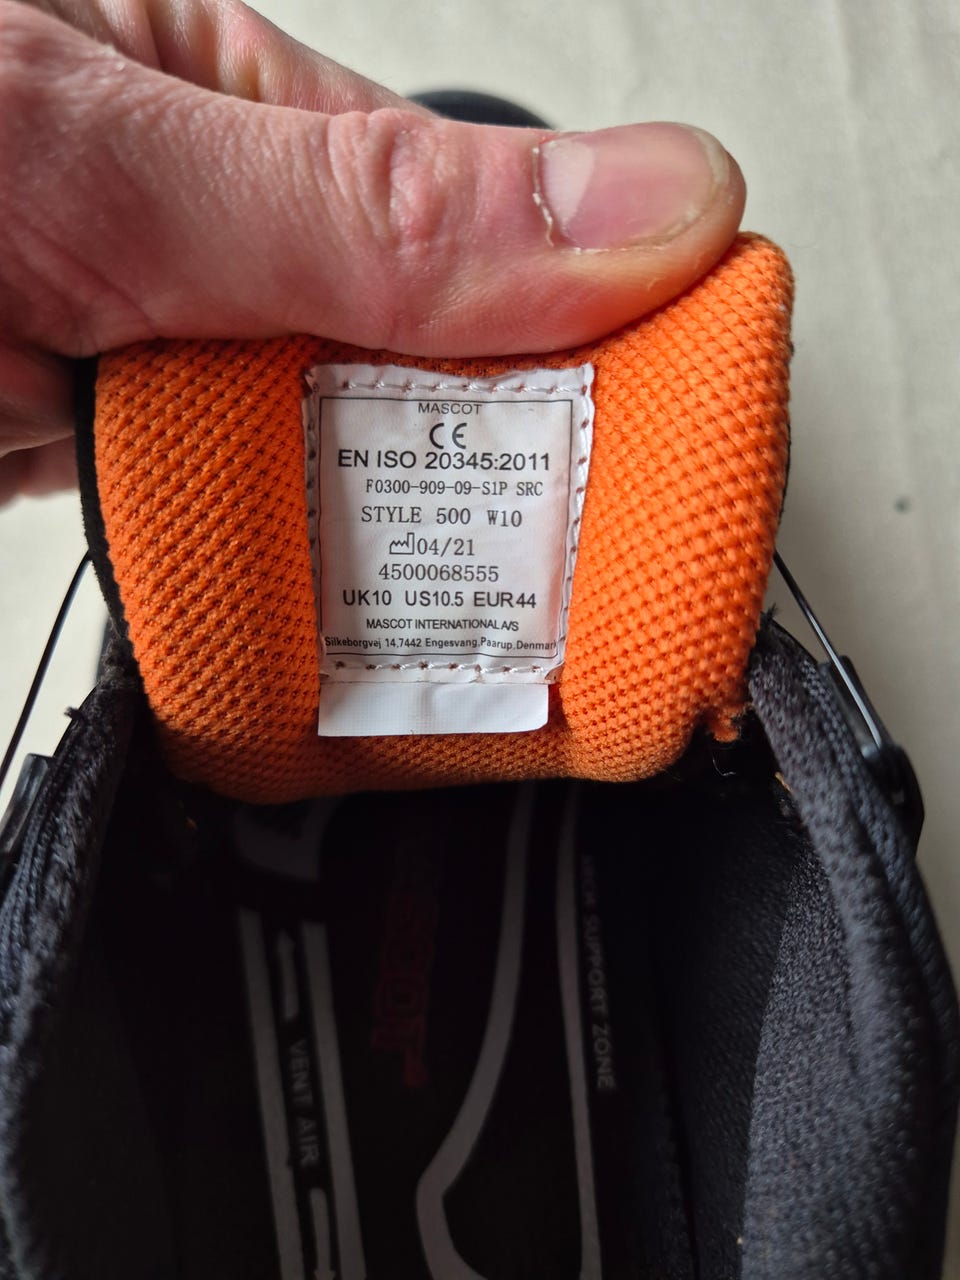 MASCOT
CE
EN ISO 20345:2011
F0300-909-09-S1P SRC
STYLE 500 W10
04/21
4500068555
UK10 US10.5 EUR44
MASCOT INTERNATIONAL A/S
Silkeborgvej 14,7442 Engesvang,Paarup,Denmark
SUPPORT ZONE
VENT AIR